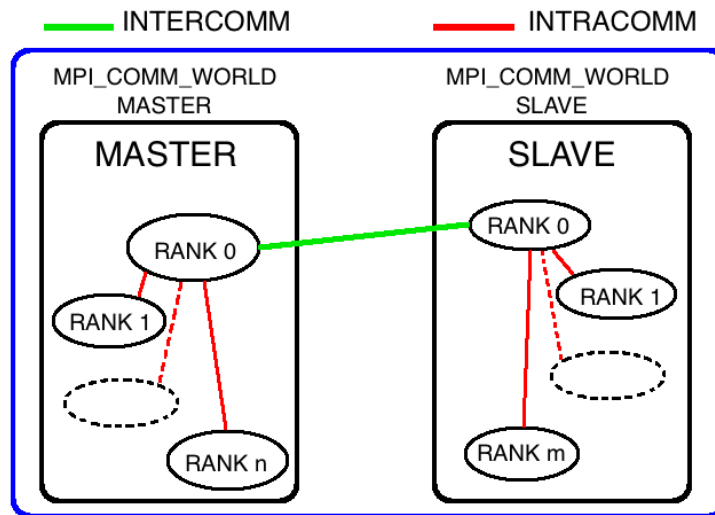 INTERCOMM
INTRACOMM
MPI_COMM_WORLD
MASTER
MPI_COMM_WORLD
SLAVE
MASTER
SLAVE
RANK 0
RANK 0
RANK 1
RANK 1
RANK n
RANK m